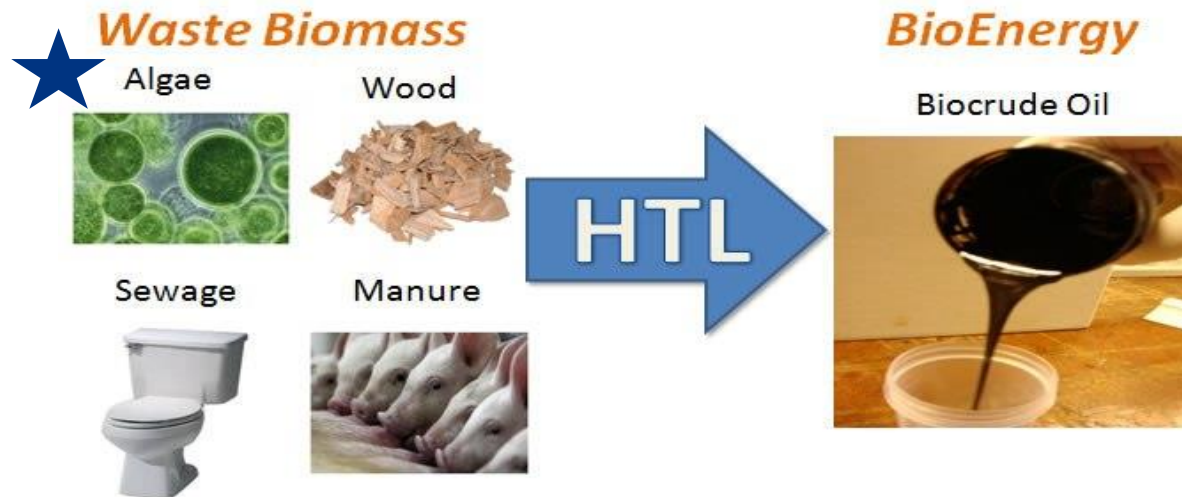 Waste Biomass
BioEnergy
Algae
Wood
Biocrude Oil
HTL
Sewage
Manure